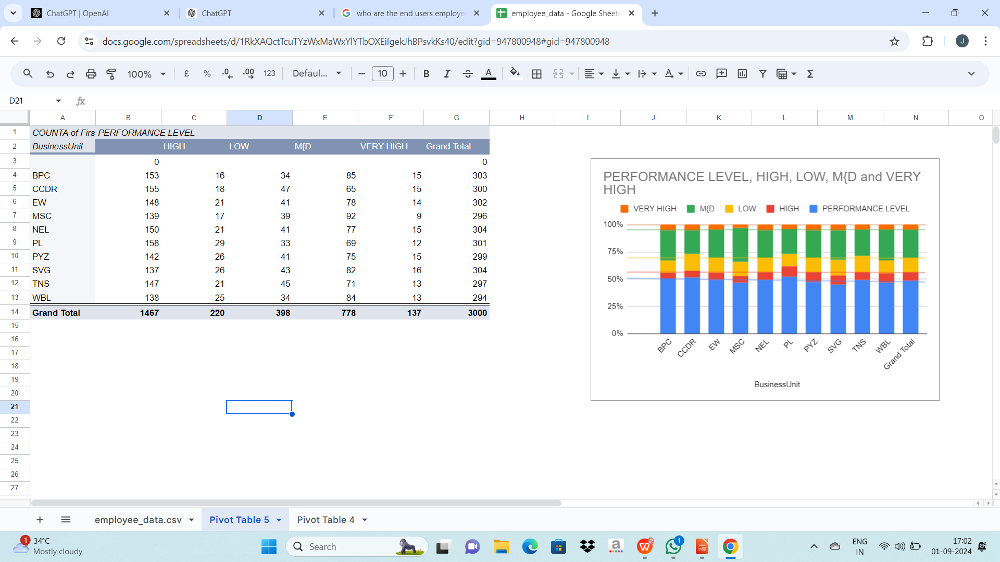 ChatGPT | OpenAI
ChatGPT
who are the end users employe
employee_data - Google Sheets
docs.google.com/spreadsheets/d/1RkXAQctTcuTYzWxMaWxYlYTbOXEiIgekJhBPsvkKs40/edit?gid=947800948#gid=947800948
J
100% £ % .0 .00 123 Defaul... 10 B I A Σ
D21 fx
A B C D E F G H I J K L M N O
1 COUNTA of Firs PERFORMANCE LEVEL
2 BusinessUnit HIGH LOW M{D VERY HIGH Grand Total
3 0 0
4 BPC 153 16 34 85 15 303
5 CCDR 155 18 47 65 15 300
6 EW 148 21 41 78 14 302
7 MSC 139 17 39 92 9 296
8 NEL 150 21 41 77 15 304
9 PL 158 29 33 69 12 301
10 PYZ 142 26 41 75 15 299
11 SVG 137 26 43 82 16 304
12 TNS 147 21 45 71 13 297
13 WBL 138 25 34 84 13 294
14 Grand Total 1467 220 398 778 137 3000
15
16
17
18
19
20
21
22
23
24
25
26
27
PERFORMANCE LEVEL, HIGH, LOW, M{D and VERY
HIGH
VERY HIGH M{D LOW HIGH PERFORMANCE LEVEL
100%
75%
50%
25%
0%
BPC CCDR EW MSC NEL PL PYZ SVG TNS WBL Grand Total
BusinessUnit
employee_data.csv Pivot Table 5 Pivot Table 4
1 34°C
Mostly cloudy
Search
a
W
1
ENG
IN
17:02
01-09-2024